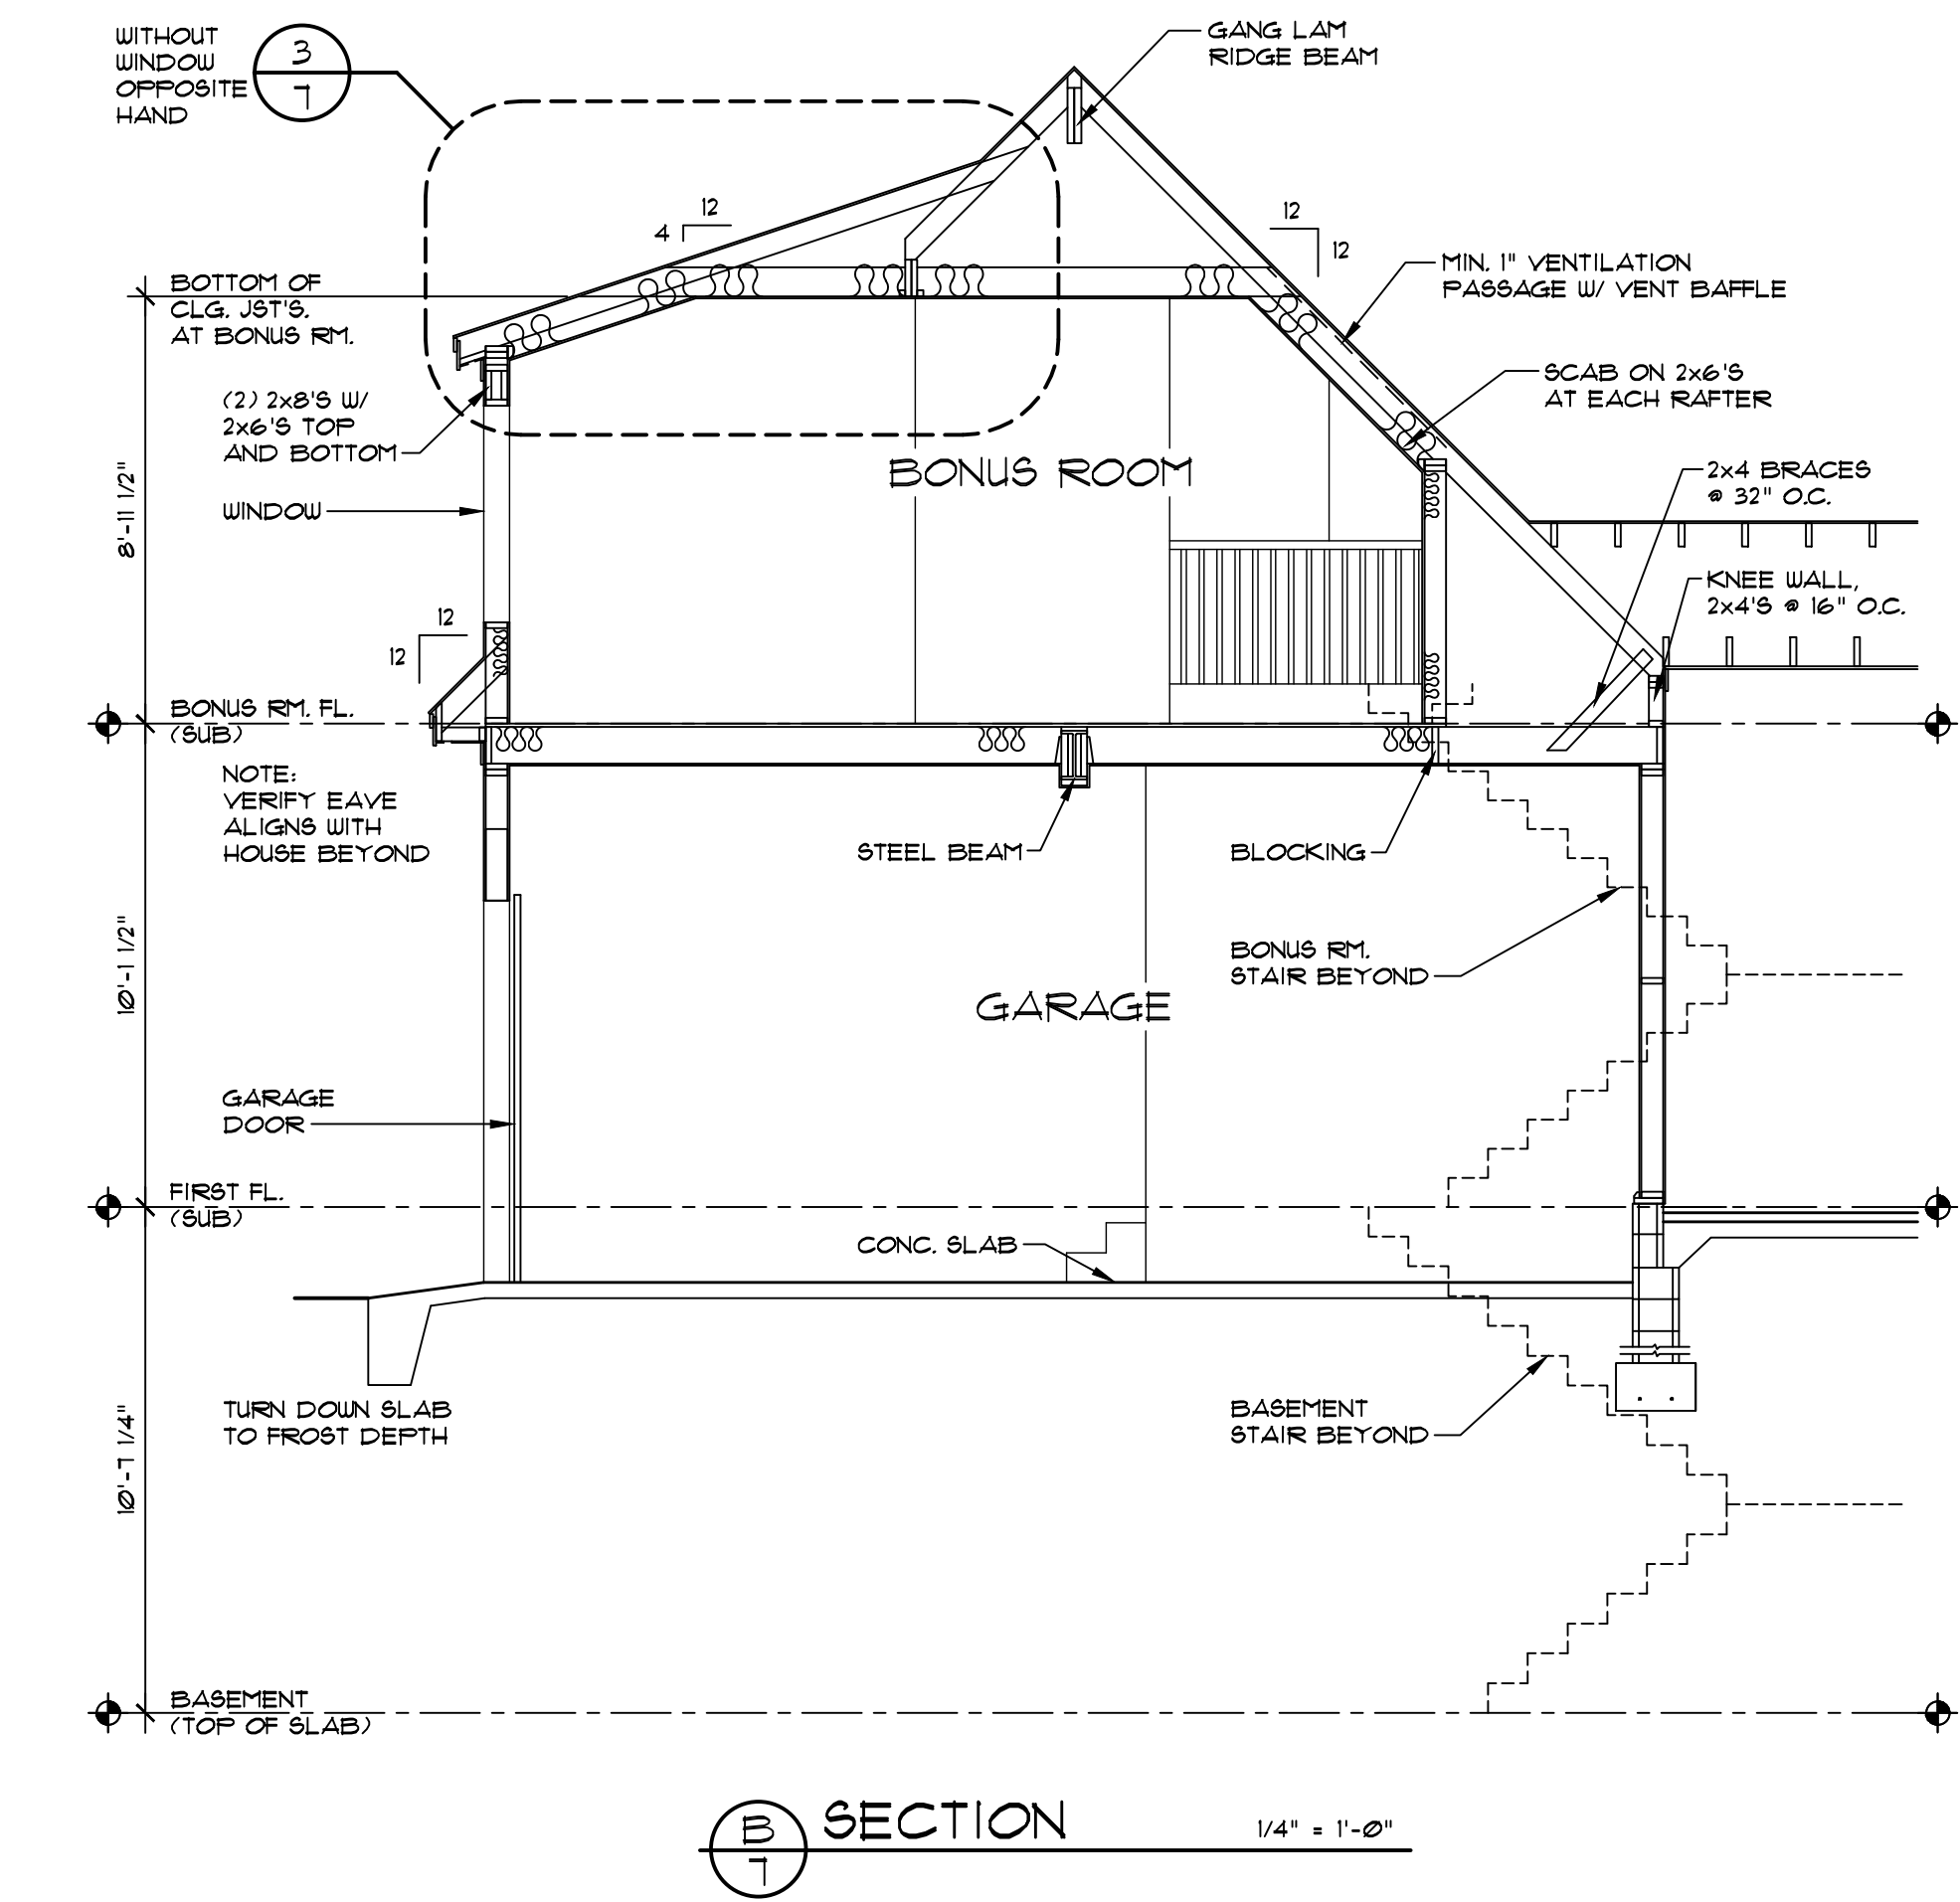 WITHOUT
WINDOW
OPPOSITE
HAND
3
7
GANG LAM
RIDGE BEAM
12
4
12
12
BOTTOM OF
CLG. JST'S.
AT BONUS RM.
MIN. 1" VENTILATION
PASSAGE W/ VENT BAFFLE
(2) 2x8'S W/
2x6'S TOP
AND BOTTOM
SCAB ON 2x6'S
AT EACH RAFTER
BONUS ROOM
8'-11 1/2"
WINDOW
2x4 BRACES
@ 32" O.C.
KNEE WALL,
2x4'S @ 16" O.C.
12
12
BONUS RM. FL.
(SUB)
NOTE:
VERIFY EAVE
ALIGNS WITH
HOUSE BEYOND
STEEL BEAM
BLOCKING
10'-1 1/2"
BONUS RM.
STAIR BEYOND
GARAGE
GARAGE
DOOR
FIRST FL.
(SUB)
CONC. SLAB
TURN DOWN SLAB
TO FROST DEPTH
BASEMENT
STAIR BEYOND
10'-7 1/4"
BASEMENT
(TOP OF SLAB)
B
7
SECTION
1/4" = 1'-0"